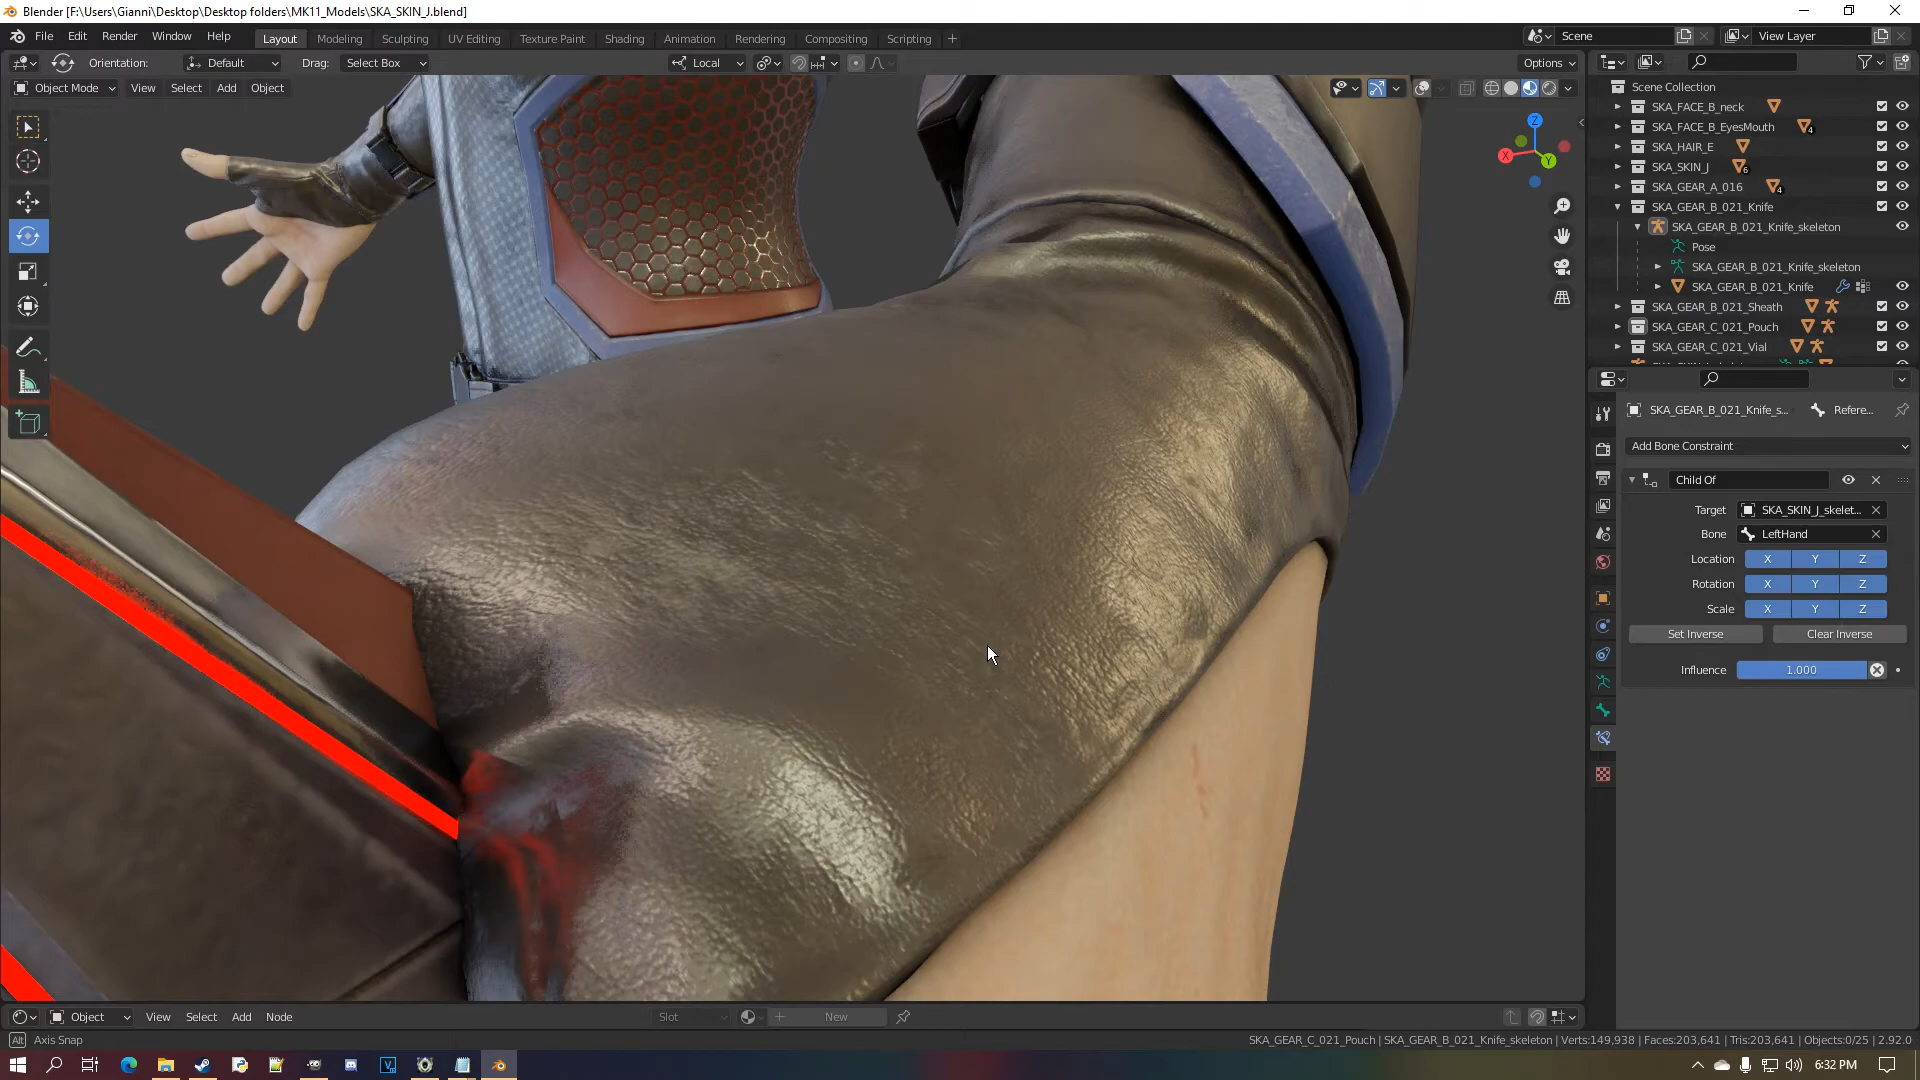 Blender [F:\Users\Gianni\Desktop\Desktop folders\MK11_Models\SKA_SKIN_J.blend]
File Edit Render Window Help Layout Modeling Sculpting UV Editing Texture Paint Shading Animation Rendering Compositing Scripting + Scene View Layer
Orientation: Default Drag: Select Box Local Options
Object Mode View Select Add Object
Scene Collection
SKA_FACE_B_neck
SKA_FACE_B_EyesMouth 4
SKA_HAIR_E
SKA_SKIN_J 6
SKA_GEAR_A_016 4
SKA_GEAR_B_021_Knife
SKA_GEAR_B_021_Knife_skeleton
Pose
SKA_GEAR_B_021_Knife_skeleton
SKA_GEAR_B_021_Knife
SKA_GEAR_B_021_Sheath
SKA_GEAR_C_021_Pouch
SKA_GEAR_C_021_Vial
Z
X
Y
SKA_GEAR_B_021_Knife_s... Refere...
Add Bone Constraint
Child Of
Target SKA_SKIN_J_skelet...
Bone LeftHand
Location X Y Z
Rotation X Y Z
Scale X Y Z
Set Inverse Clear Inverse
Influence 1.000
Object View Select Add Node Slot New
Alt Axis Snap
SKA_GEAR_C_021_Pouch | SKA_GEAR_B_021_Knife_skeleton | Verts:149,938 | Faces:203,641 | Tris:203,641 | Objects:0/25 | 2.92.0
6:32 PM